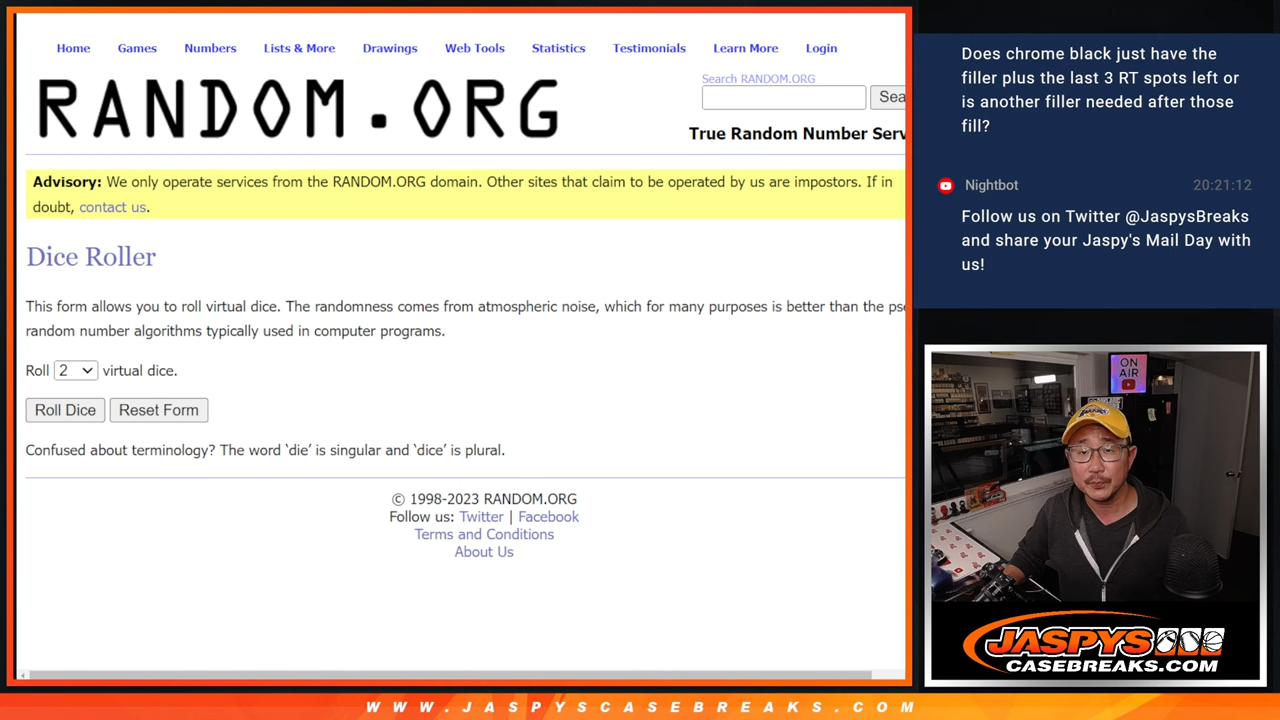 Home Games Numbers Lists & More Drawings Web Tools Statistics Testimonials Learn More Login
RANDOM.ORG
Search RANDOM.ORG
Sea
True Random Number Serv
Advisory: We only operate services from the RANDOM.ORG domain. Other sites that claim to be operated by us are impostors. If in
doubt, contact us.
Dice Roller
This form allows you to roll virtual dice. The randomness comes from atmospheric noise, which for many purposes is better than the pse
random number algorithms typically used in computer programs.
Roll 2 virtual dice.
Roll Dice Reset Form
Confused about terminology? The word ‘die’ is singular and ‘dice’ is plural.
© 1998-2023 RANDOM.ORG
Follow us: Twitter | Facebook
Terms and Conditions
About Us
Does chrome black just have the
filler plus the last 3 RT spots left or
is another filler needed after those
fill?
Nightbot 20:21:12
Follow us on Twitter @JaspysBreaks
and share your Jaspy's Mail Day with
us!
ON
AIR
JASPYS
CASEBREAKS.COM
WWW.JASPYSCASEBREAKS.COM